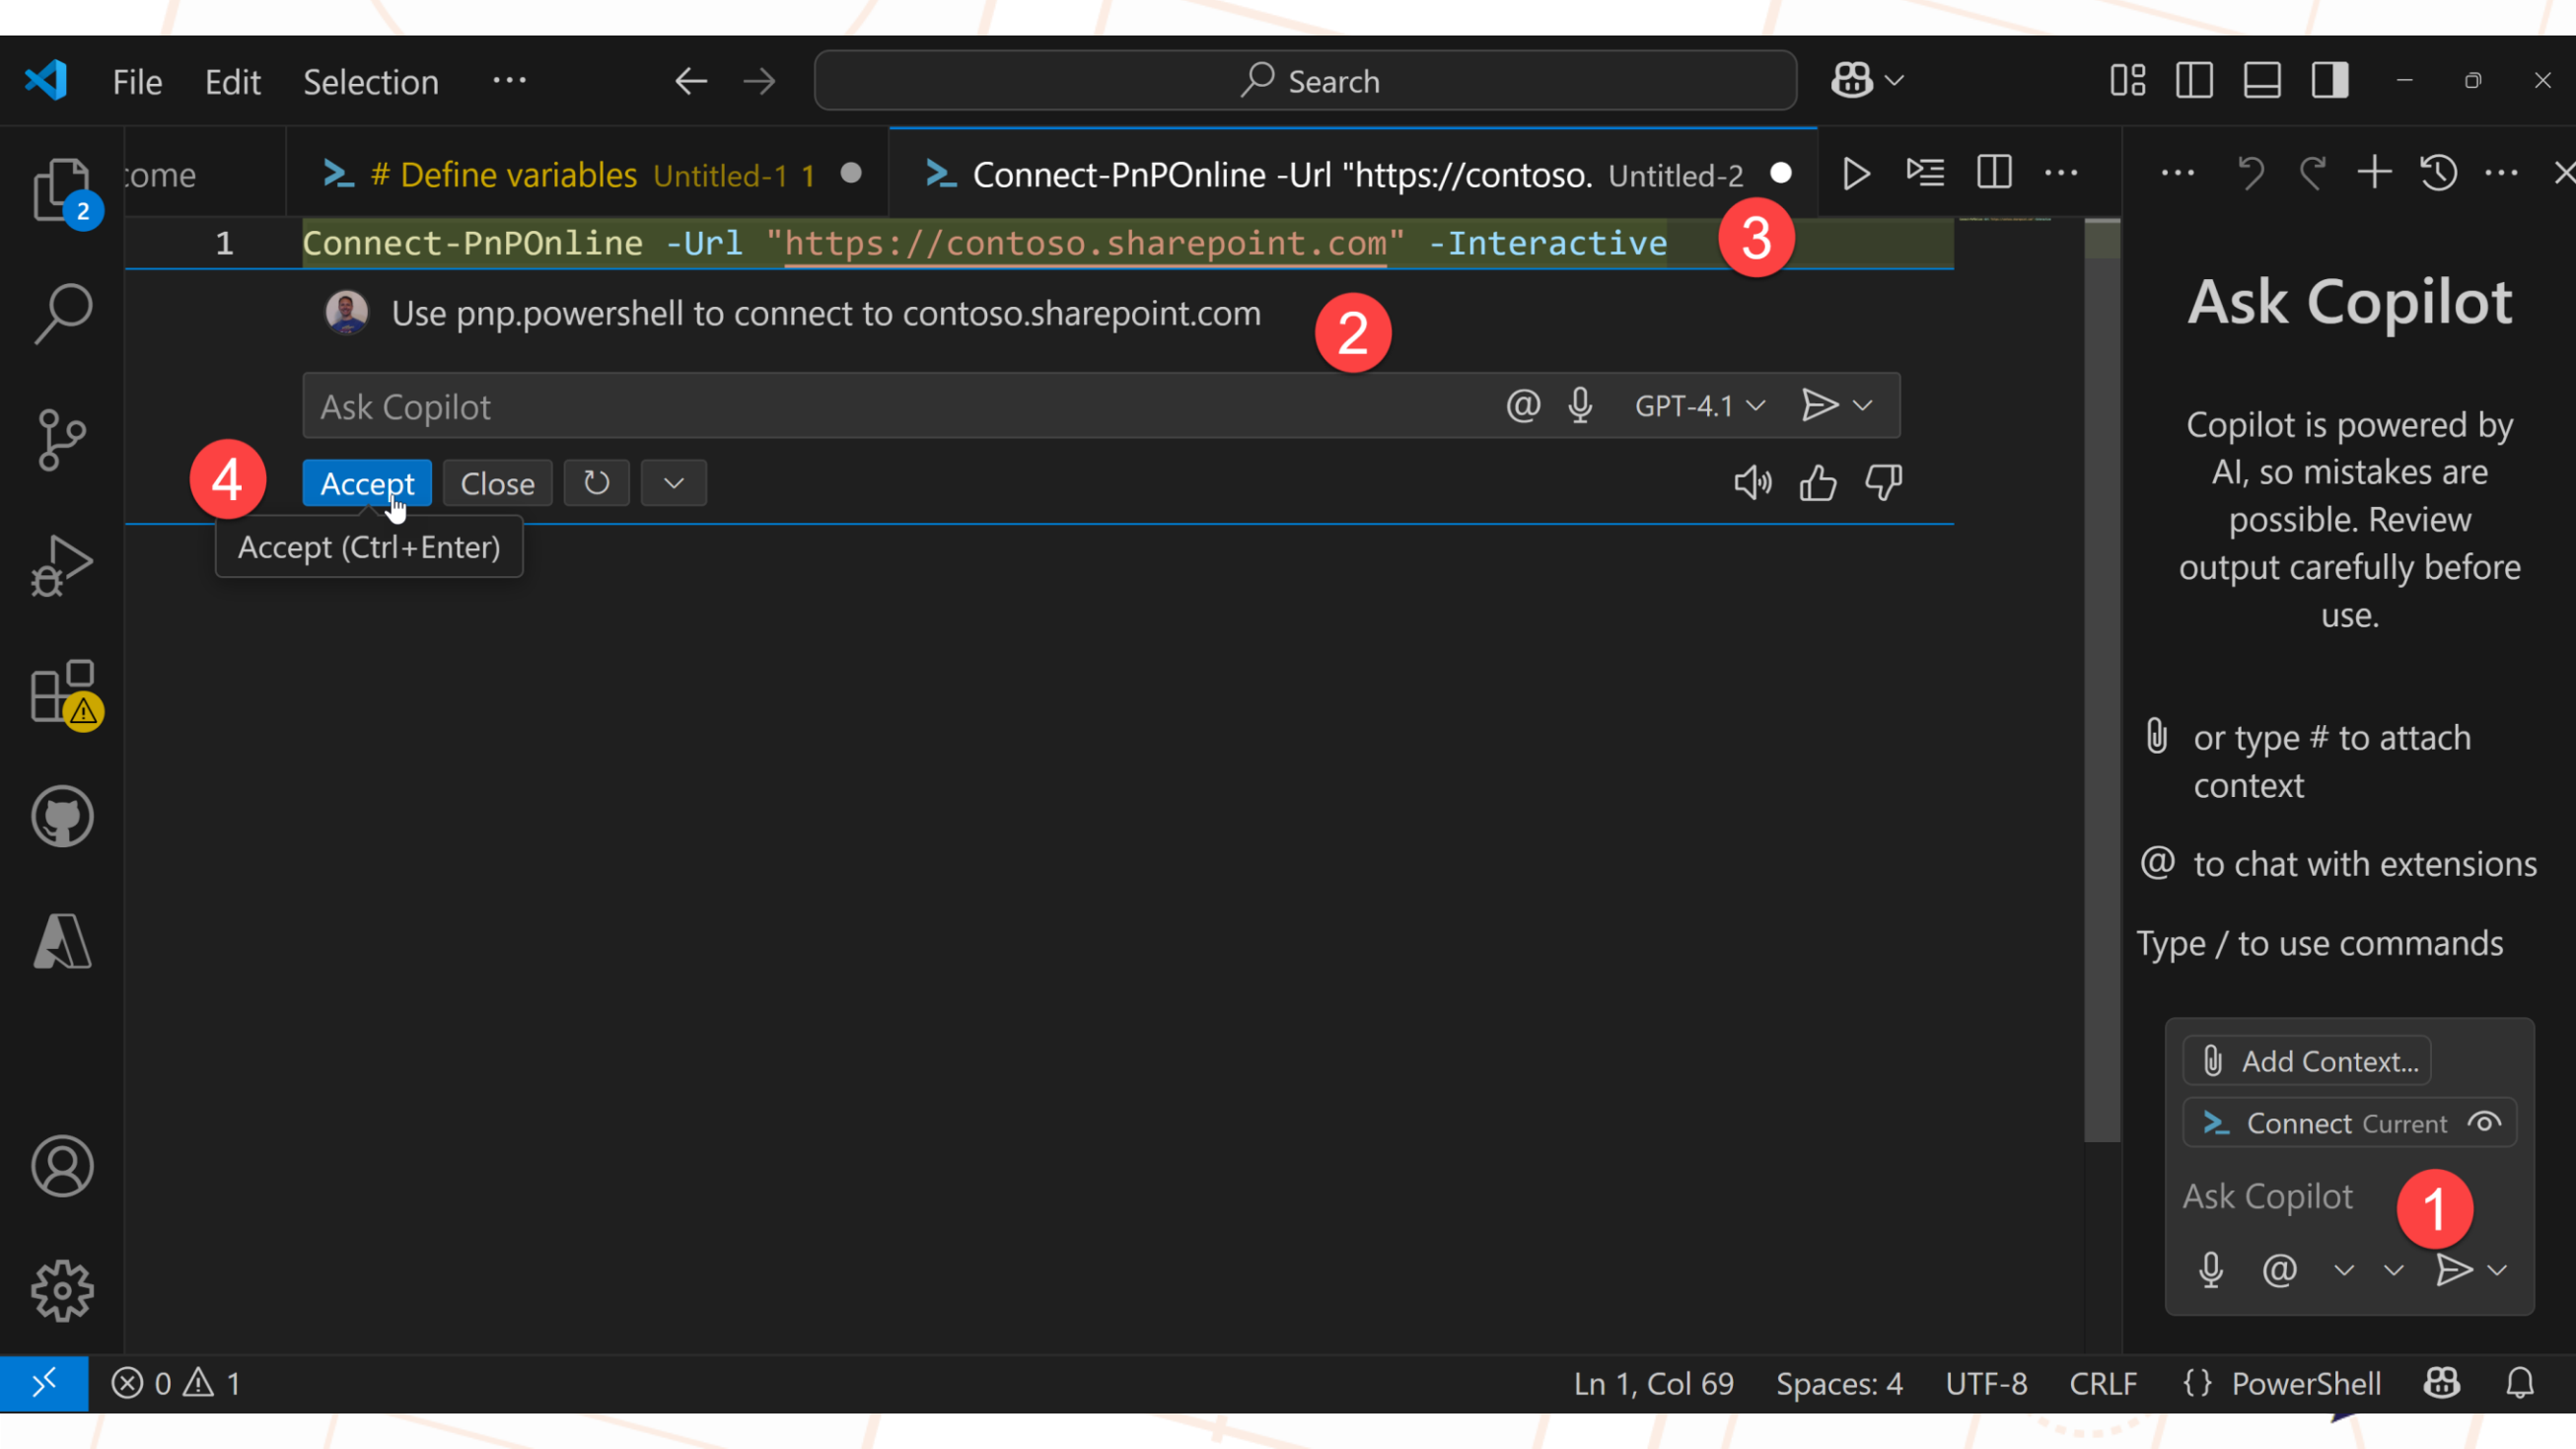 File Edit Selection ··· Search
come
# Define variables Untitled-1 1
Connect-PnPOnline -Url "https://contoso. Untitled-2
2
1 Connect-PnPOnline -Url "https://contoso.sharepoint.com" -Interactive
3
Use pnp.powershell to connect to contoso.sharepoint.com
2
Ask Copilot @ GPT-4.1
4
Accept Close
Accept (Ctrl+Enter)
Ask Copilot
Copilot is powered by
AI, so mistakes are
possible. Review
output carefully before
use.
or type # to attach
context
@ to chat with extensions
Type / to use commands
Add Context...
Connect Current
Ask Copilot
1
@
0 1
Ln 1, Col 69 Spaces: 4 UTF-8 CRLF {} PowerShell